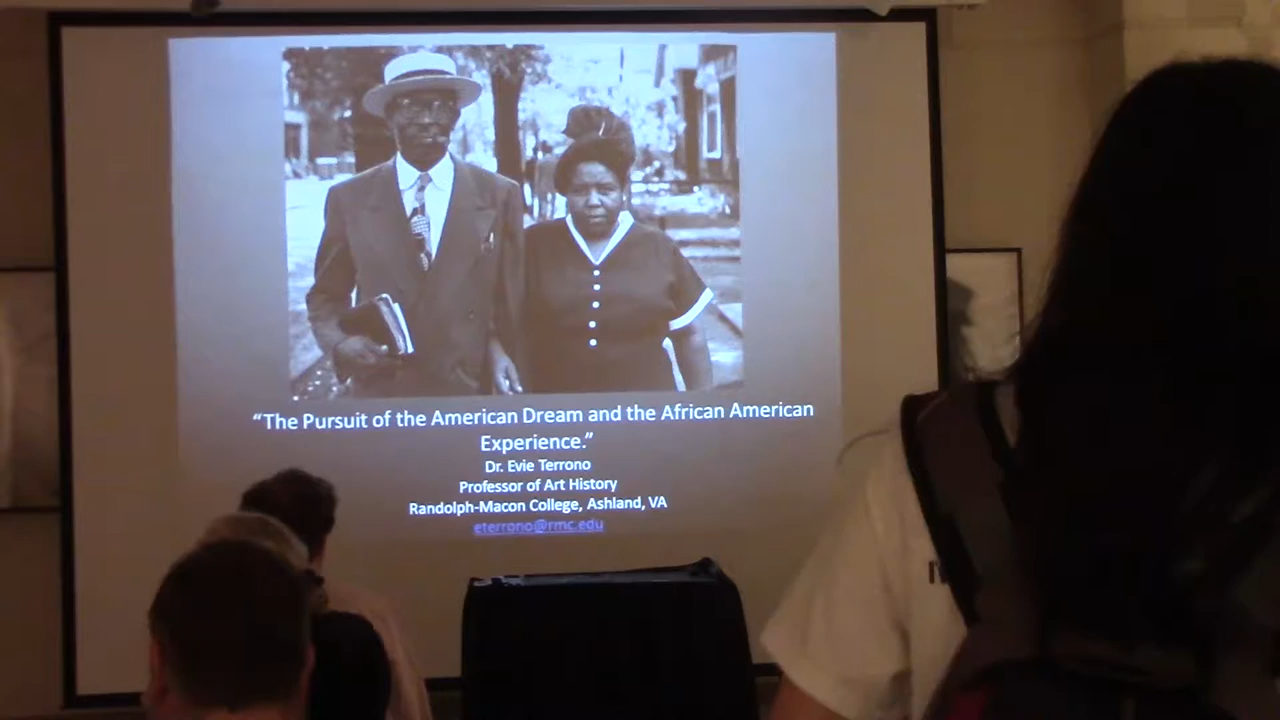 “The Pursuit of the American Dream and the African American
Experience.”
Dr. Evie Terrono
Professor of Art History
Randolph-Macon College, Ashland, VA
eterrono@rmc.edu